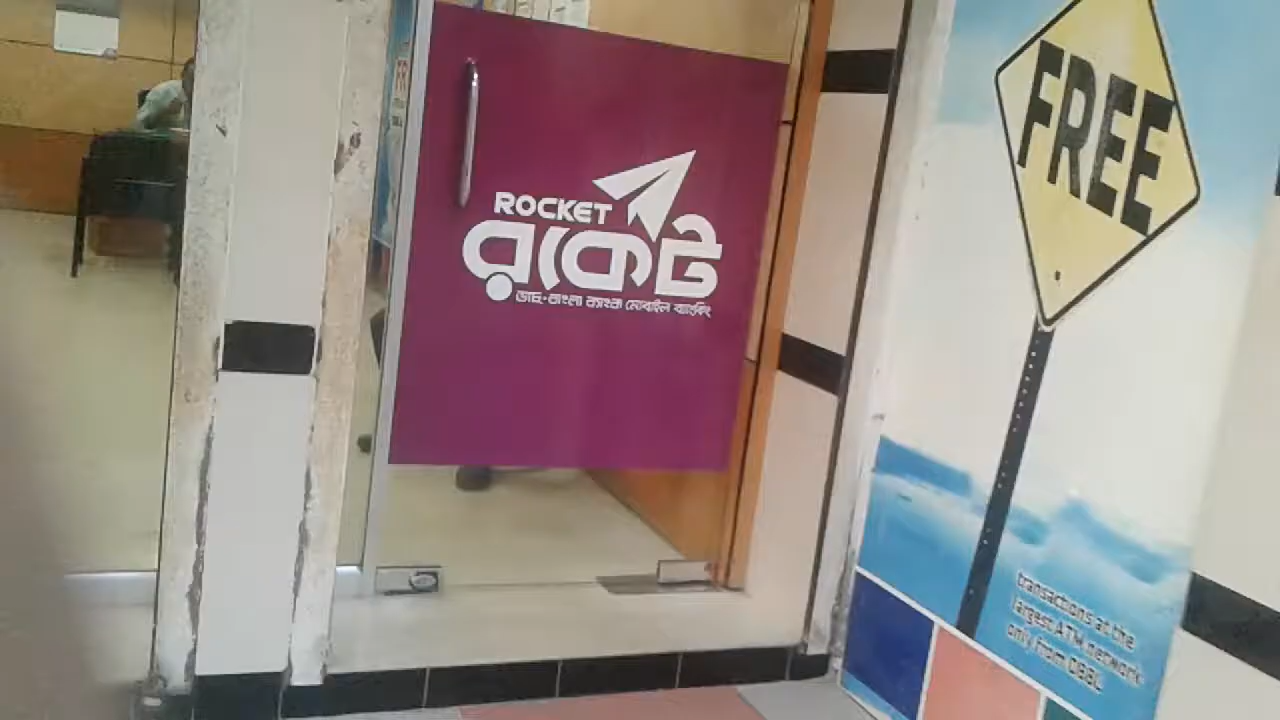 ROCKET
রকেট
ডাচ্-বাংলা ব্যাংক মোবাইল ব্যাংকিং
FREE
transactions at the
largest ATM network
only from DBBL